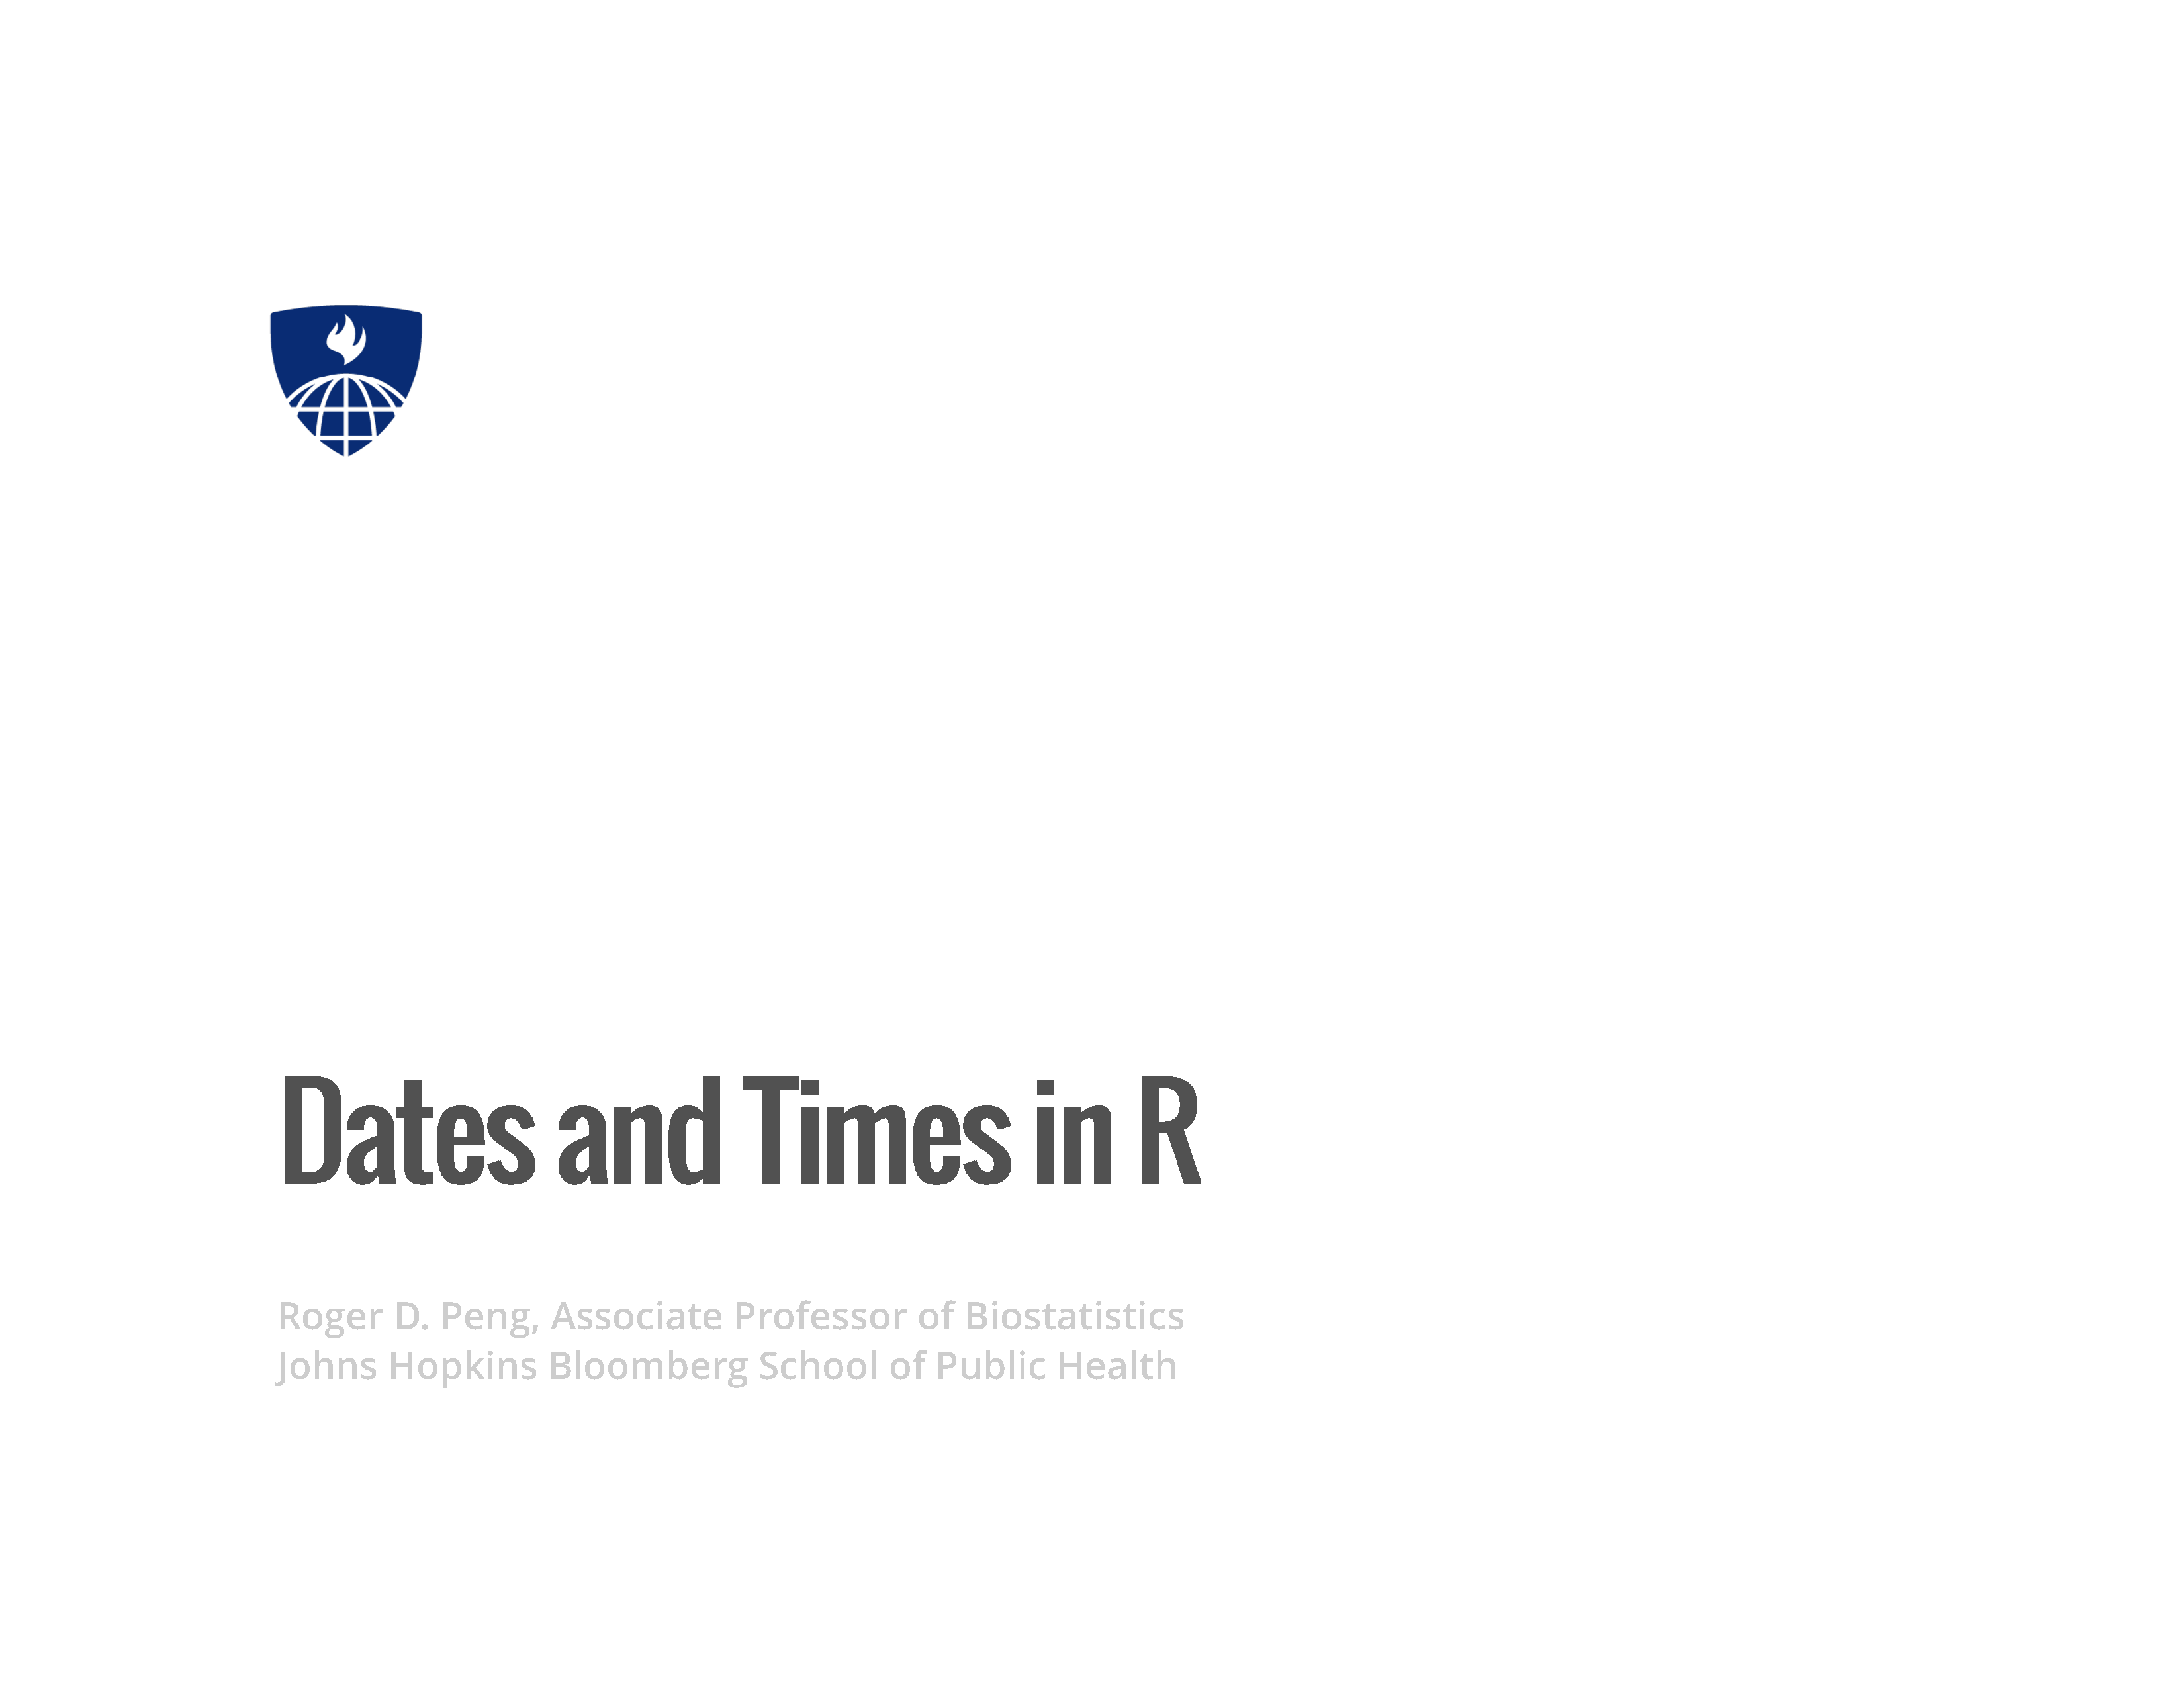 Dates and Times in R
Roger D. Peng, Associate Professor of Biostatistics
Johns Hopkins Bloomberg School of Public Health